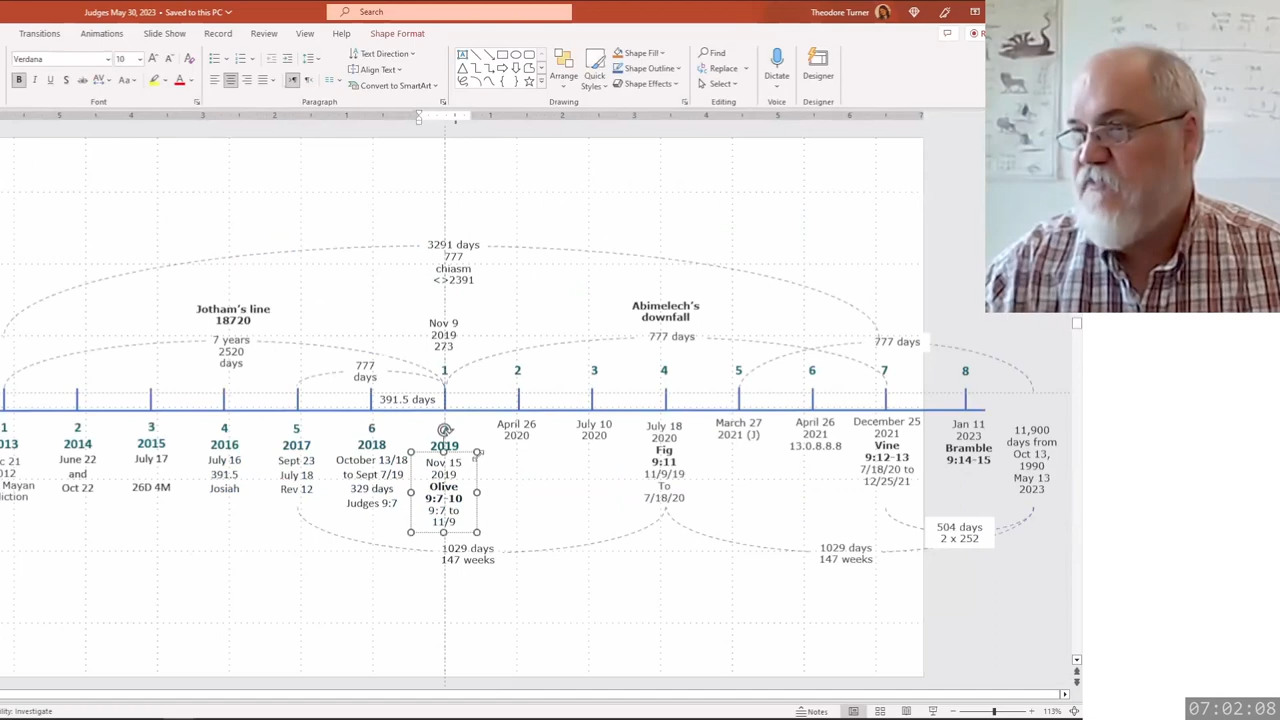 Judges May 30, 2023 • Saved to this PC
Search
Theodore Turner
Transitions
Animations
Slide Show
Record
Review
View
Help
Shape Format
Verdana
10
Text Direction
Align Text
Convert to SmartArt
Arrange
Quick
Styles
Shape Fill
Shape Outline
Shape Effects
Find
Replace
Select
Dictate
Designer
Font
Paragraph
Drawing
Editing
Voice
Designer
3291 days
777
chiasm
<>2391
Jotham's line
18720
7 years
2520
days
Nov 9
2019
273
Abimelech's
downfall
777 days
777 days
777
days
391.5 days
1
2
3
4
5
6
7
8
1
013
c 21
012
Mayan
diction
2
2014
June 22
and
Oct 22
3
2015
July 17
26D 4M
4
2016
July 16
391.5
Josiah
5
2017
Sept 23
July 18
Rev 12
6
2018
October 13/18
to Sept 7/19
329 days
Judges 9:7
2019
Nov 15
2019
Olive
9:7-10
9:7 to
11/9
April 26
2020
July 10
2020
July 18
2020
Fig
9:11
11/9/19
To
7/18/20
March 27
2021 (J)
April 26
2021
13.0.8.8.8
December 25
2021
Vine
9:12-13
7/18/20 to
12/25/21
Jan 11
2023
Bramble
9:14-15
11,900
days from
Oct 13,
1990
May 13
2023
1029 days
147 weeks
1029 days
147 weeks
504 days
2 x 252
ility: Investigate
Notes
113%
07:02:08